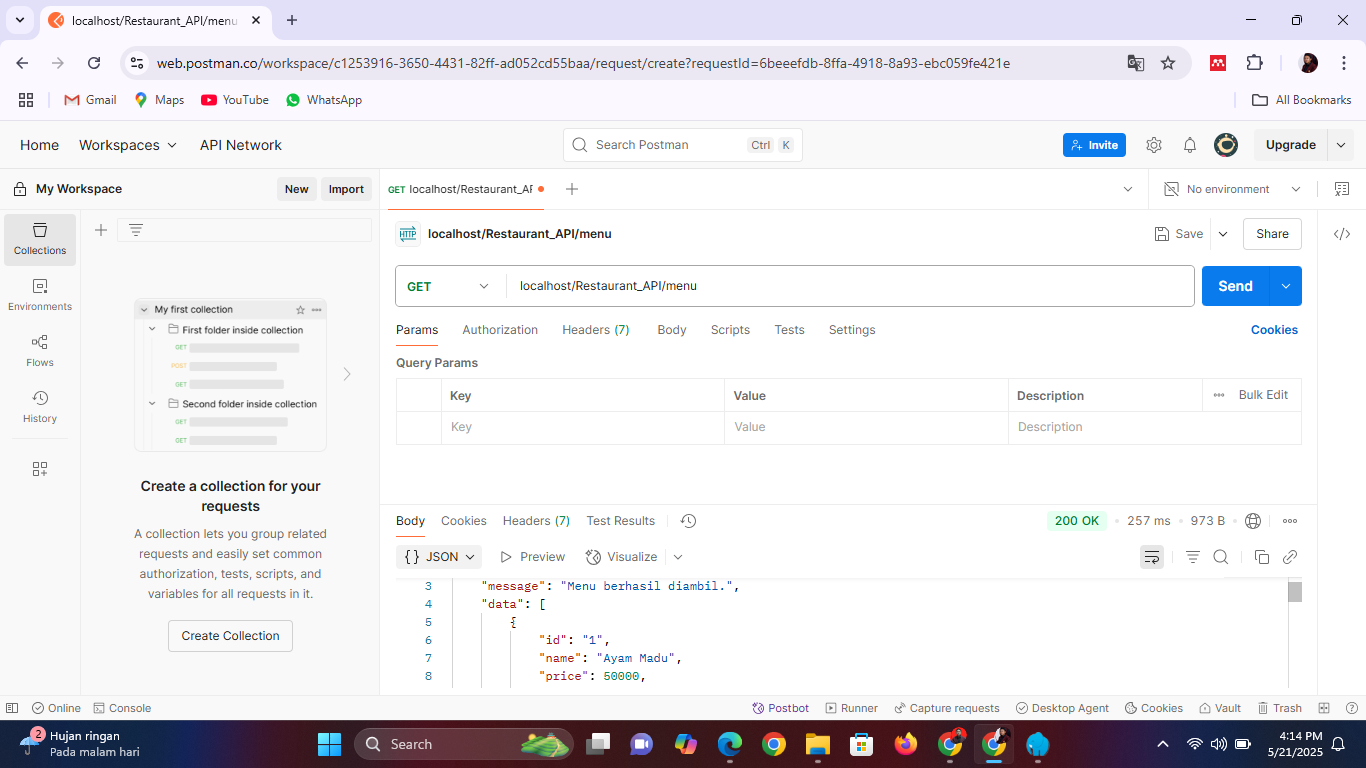 localhost/Restaurant_API/menu
web.postman.co/workspace/c1253916-3650-4431-82ff-ad052cd55baa/request/create?requestId=6beeefdb-8ffa-4918-8a93-ebc059fe421e
Gmail Maps YouTube WhatsApp All Bookmarks
Home Workspaces API Network Search Postman Ctrl K Invite Upgrade
My Workspace New Import GET localhost/Restaurant_AF No environment
Collections
Environments
Flows
History
My first collection
First folder inside collection
GET
POST
GET
Second folder inside collection
GET
GET
Create a collection for your
requests
A collection lets you group related
requests and easily set common
authorization, tests, scripts, and
variables for all requests in it.
Create Collection
HTTP localhost/Restaurant_API/menu Save Share
GET localhost/Restaurant_API/menu Send
Params Authorization Headers (7) Body Scripts Tests Settings Cookies
Query Params
Key Value Description Bulk Edit
Key Value Description
Body Cookies Headers (7) Test Results 200 OK 257 ms 973 B
{} JSON Preview Visualize
3 "message": "Menu berhasil diambil.",
4 "data": [
5 {
6 "id": "1",
7 "name": "Ayam Madu",
8 "price": 50000,
Online Console Postbot Runner Capture requests Desktop Agent Cookies Vault Trash
2 Hujan ringan
Pada malam hari
Search
4:14 PM
5/21/2025